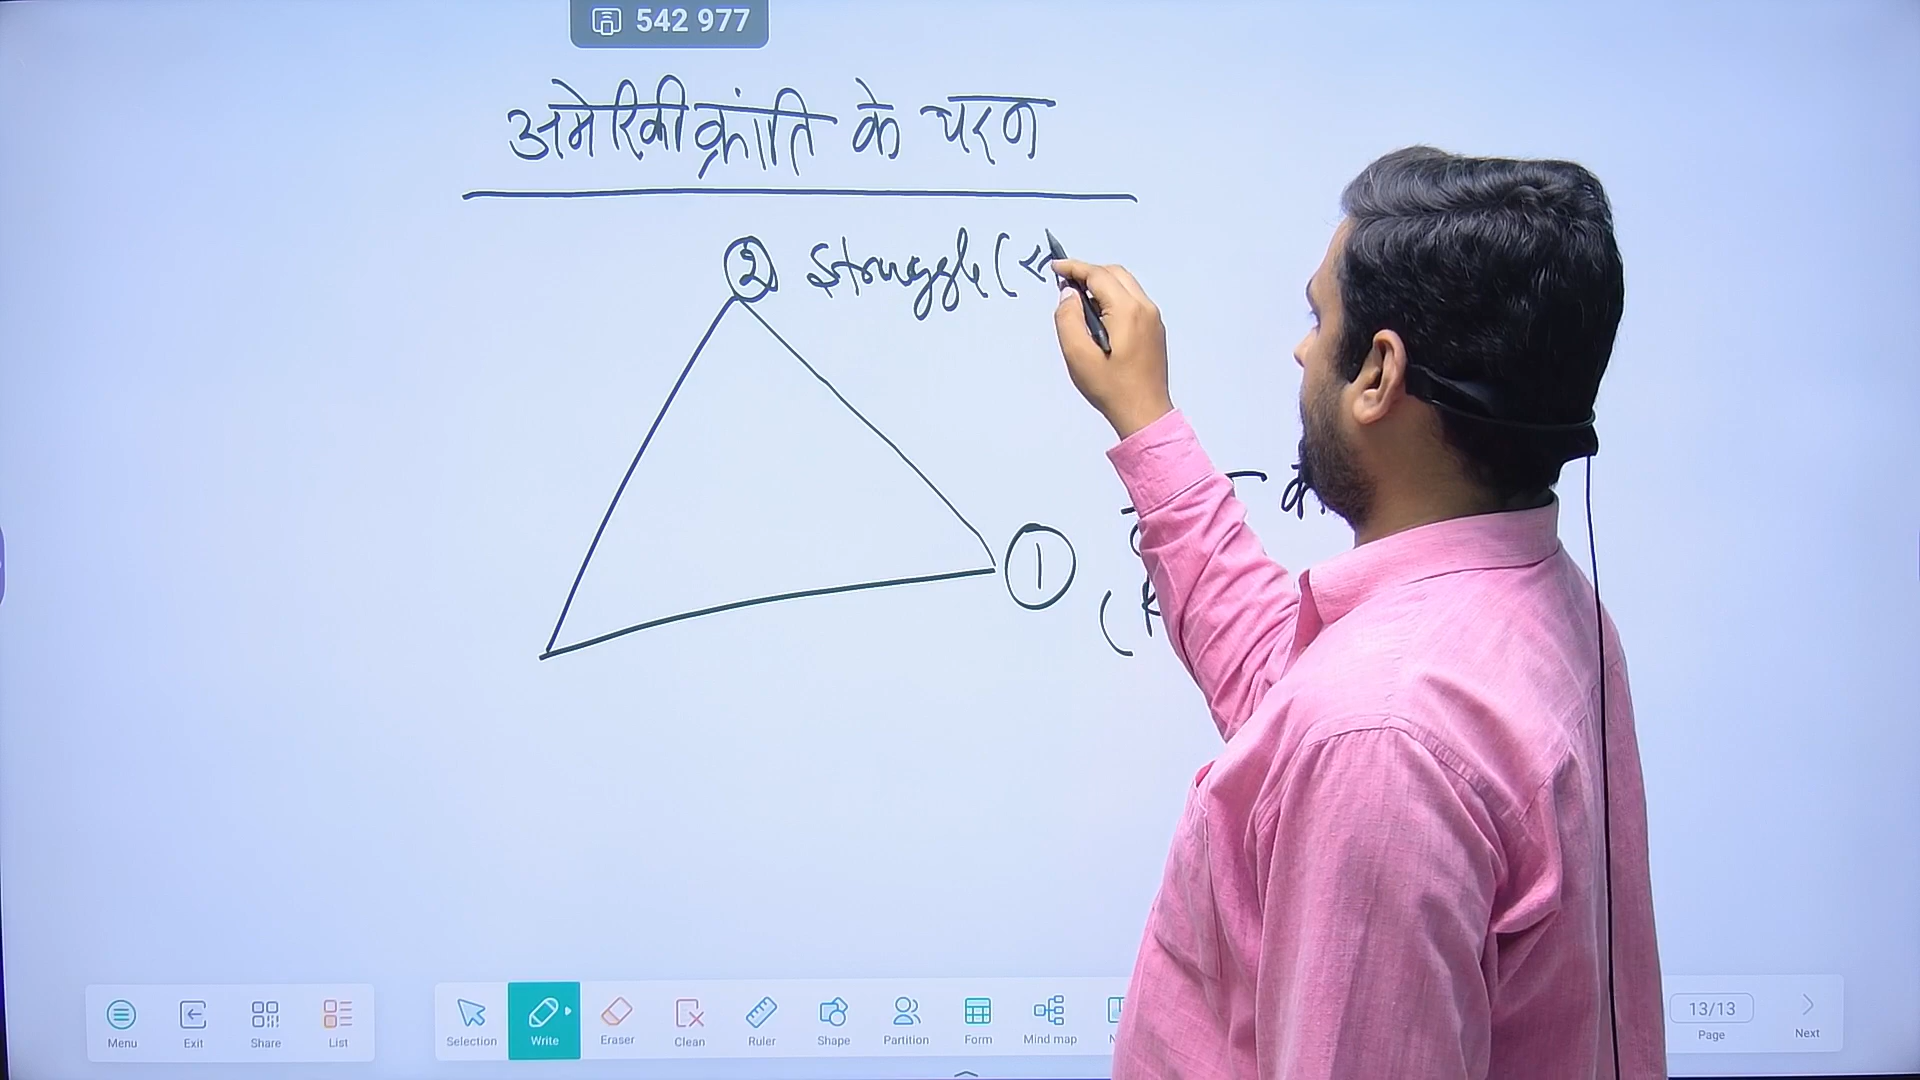 542 977
अमेरिकी क्रांति के चरण
② Struggle (
①
(
Menu Exit Share List Selection Write Eraser Clean Ruler Shape Partition Form Mind map 13/13 Page Next